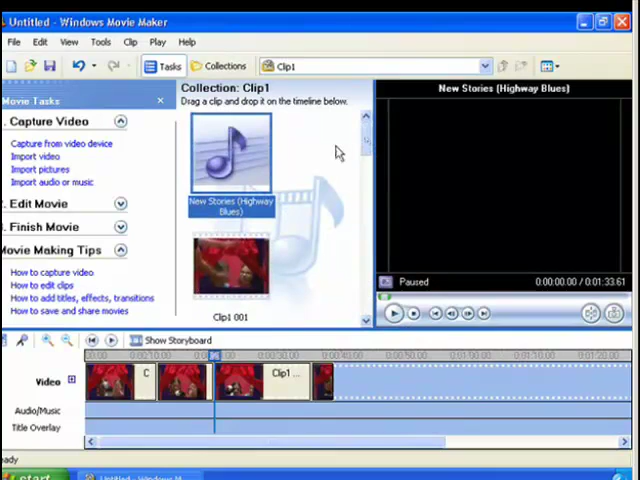 Untitled - Windows Movie Maker
File Edit View Tools Clip Play Help
Tasks Collections Clip1
Movie Tasks
Collection: Clip1
Drag a clip and drop it on the timeline below.
. Capture Video
Capture from video device
Import video
Import pictures
Import audio or music
. Edit Movie
. Finish Movie
Movie Making Tips
How to capture video
How to edit clips
How to add titles, effects, transitions
How to save and share movies
New Stories (Highway
Blues)
Clip1 001
New Stories (Highway Blues)
Paused
0:00:00.00 / 0:01:33.61
Show Storyboard
Video
C
Clip1 ...
Audio/Music
Title Overlay
eady
start
Untitled - Windows M...